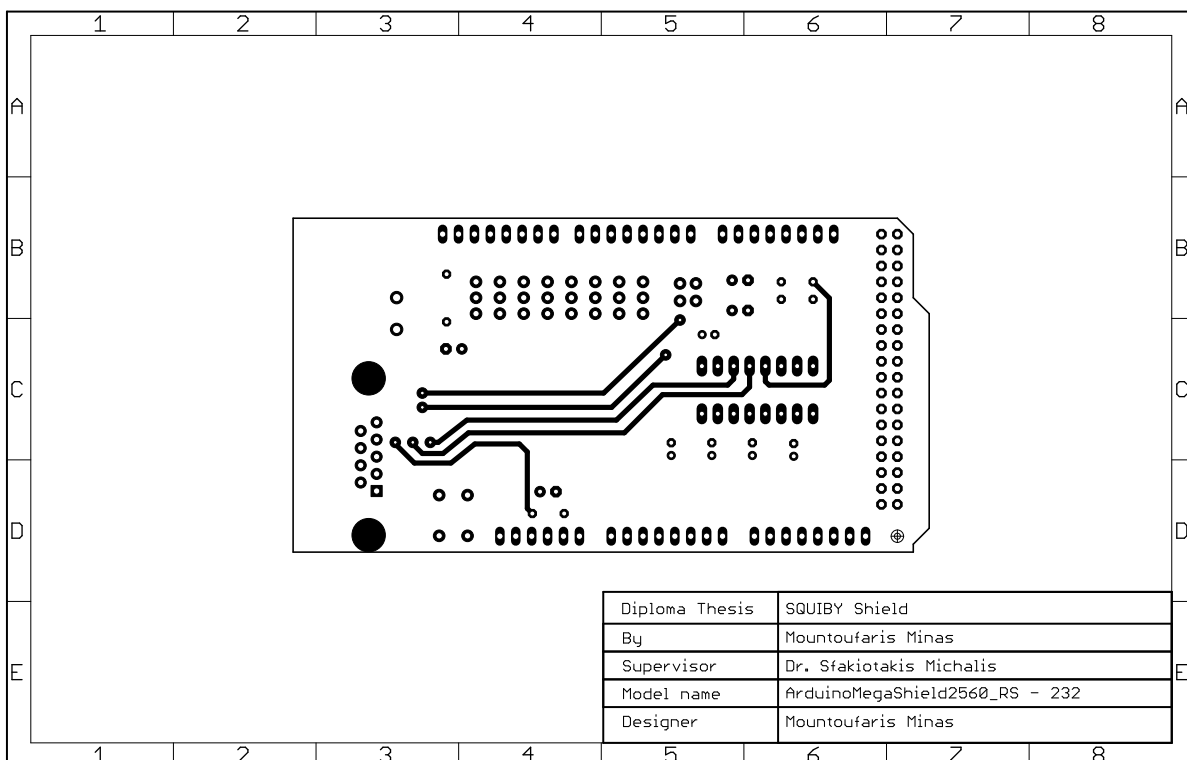 1 2 3 4 5 6 7 8
A A
B B
C C
D D
E E
Diploma Thesis SQUIBY Shield
By Mountoufaris Minas
Supervisor Dr. Sfakiotakis Michalis
Model name ArduinoMegaShield2560_RS - 232
Designer Mountoufaris Minas
1 2 3 4 5 6 7 8